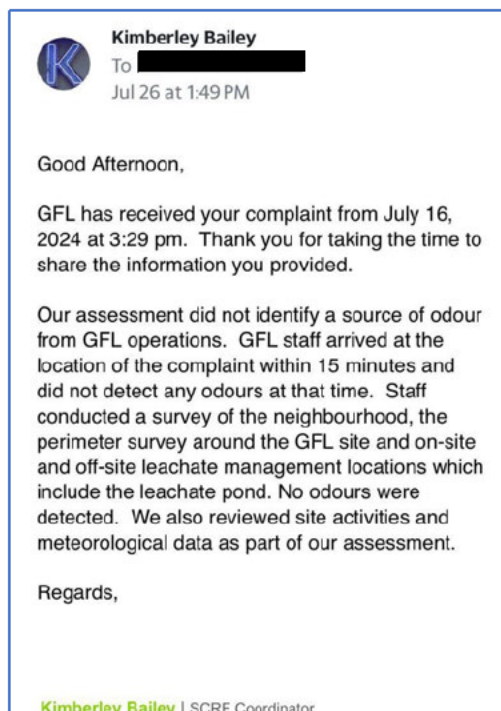 Kimberley Bailey
To
Jul 26 at 1:49 PM
Good Afternoon,
GFL has received your complaint from July 16,
2024 at 3:29 pm. Thank you for taking the time to
share the information you provided.
Our assessment did not identify a source of odour
from GFL operations. GFL staff arrived at the
location of the complaint within 15 minutes and
did not detect any odours at that time. Staff
conducted a survey of the neighbourhood, the
perimeter survey around the GFL site and on-site
and off-site leachate management locations which
include the leachate pond. No odours were
detected. We also reviewed site activities and
meteorological data as part of our assessment.
Regards,
Kimberley Bailey | SCRF Coordinator